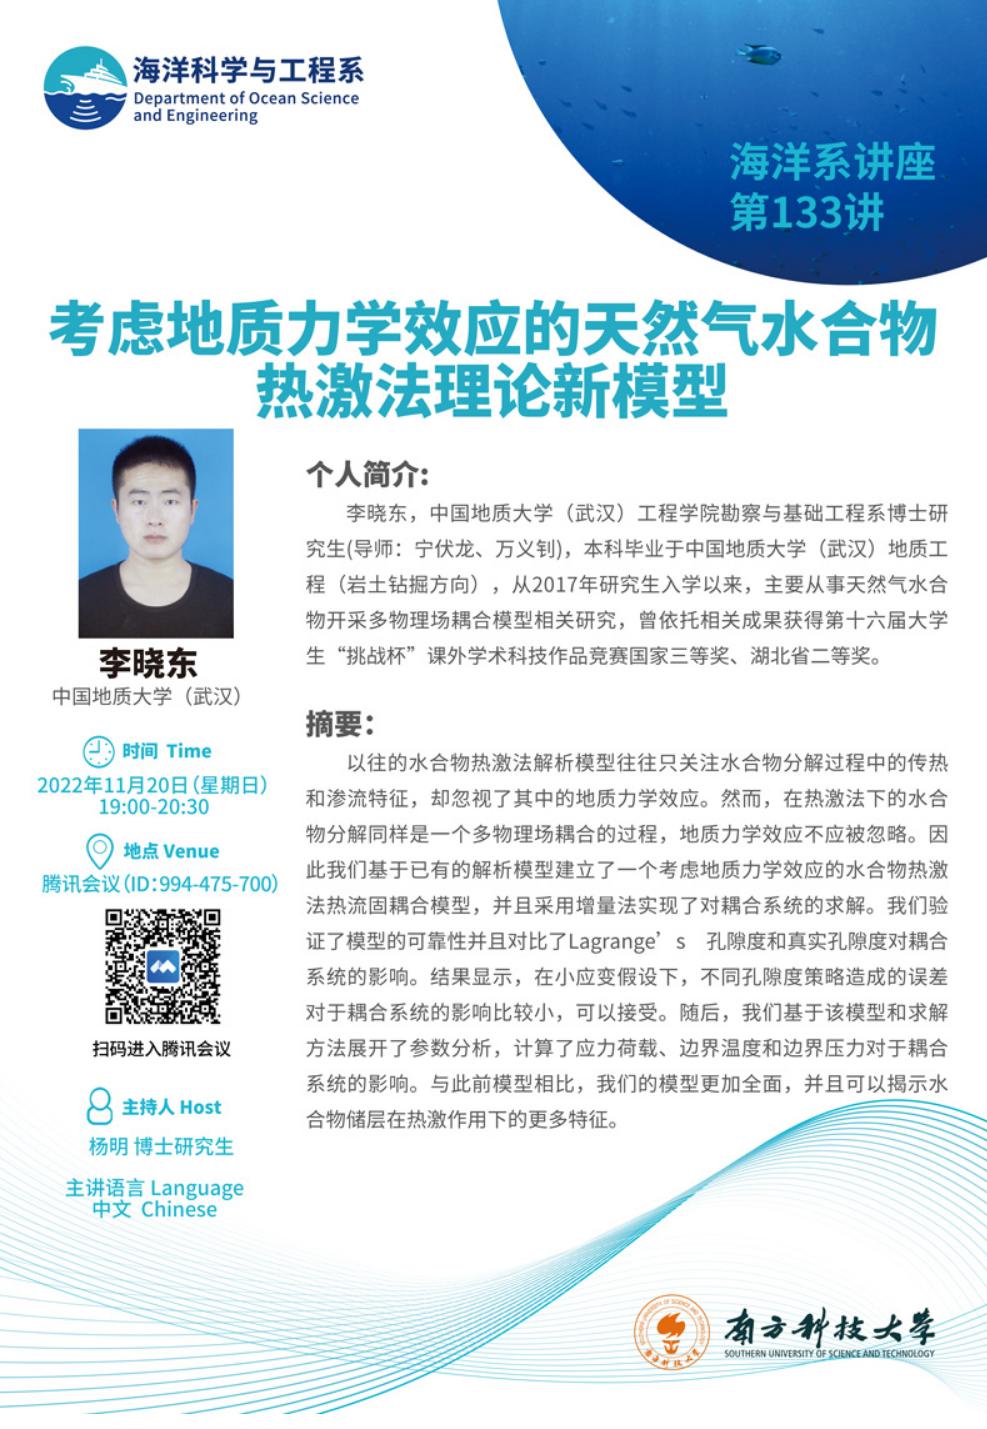 海洋科学与工程系
Department of Ocean Science
and Engineering
海洋系讲座
第133讲
考虑地质力学效应的天然气水合物
热激法理论新模型
李晓东
中国地质大学（武汉）
时间 Time
2022年11月20日（星期日）
19:00-20:30
地点 Venue
腾讯会议（ID：994-475-700）
扫码进入腾讯会议
主持人 Host
杨明 博士研究生
主讲语言 Language
中文 Chinese
个人简介:
李晓东，中国地质大学（武汉）工程学院勘察与基础工程系博士研
究生(导师：宁伏龙、万义钊)，本科毕业于中国地质大学（武汉）地质工
程（岩土钻掘方向），从2017年研究生入学以来，主要从事天然气水合
物开采多物理场耦合模型相关研究，曾依托相关成果获得第十六届大学
生“挑战杯”课外学术科技作品竞赛国家三等奖、湖北省二等奖。
摘要：
以往的水合物热激法解析模型往往只关注水合物分解过程中的传热
和渗流特征，却忽视了其中的地质力学效应。然而，在热激法下的水合
物分解同样是一个多物理场耦合的过程，地质力学效应不应被忽略。因
此我们基于已有的解析模型建立了一个考虑地质力学效应的水合物热激
法热流固耦合模型，并且采用增量法实现了对耦合系统的求解。我们验
证了模型的可靠性并且对比了Lagrange’s 孔隙度和真实孔隙度对耦合
系统的影响。结果显示，在小应变假设下，不同孔隙度策略造成的误差
对于耦合系统的影响比较小，可以接受。随后，我们基于该模型和求解
方法展开了参数分析，计算了应力荷载、边界温度和边界压力对于耦合
系统的影响。与此前模型相比，我们的模型更加全面，并且可以揭示水
合物储层在热激作用下的更多特征。
南方科技大学
SOUTHERN UNIVERSITY OF SCIENCE AND TECHNOLOGY